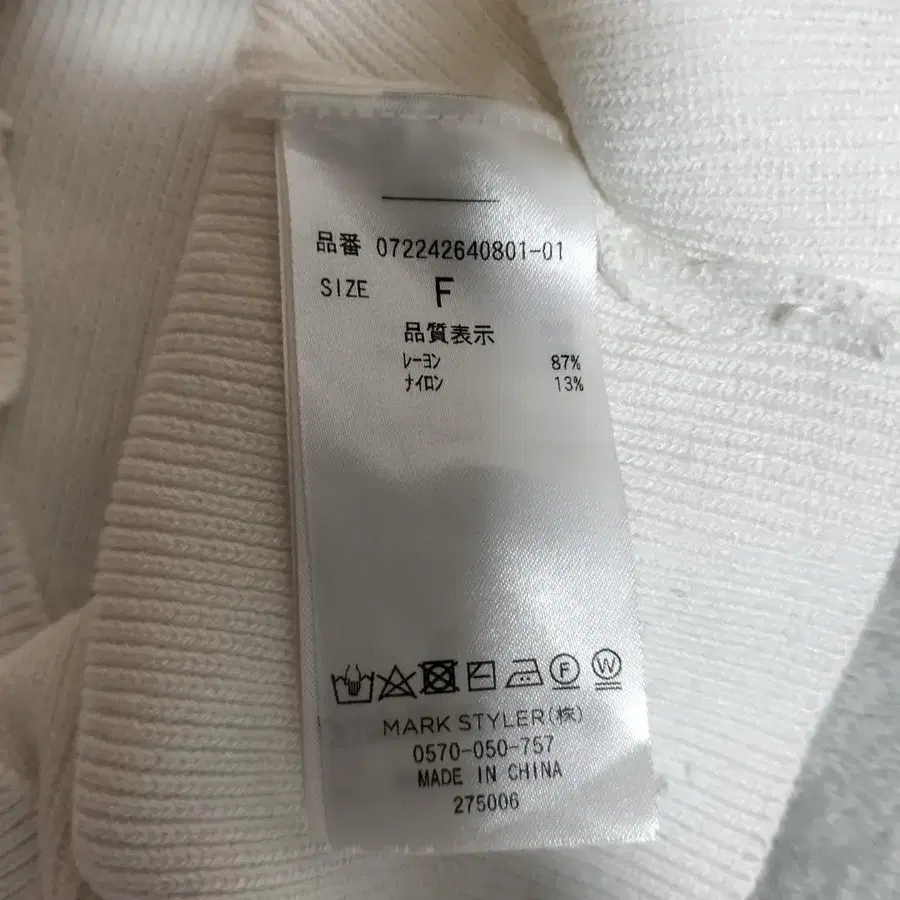 品番 072242640801-01
SIZE F
品質表示
ﾚｰﾖﾝ 87%
ﾅｲﾛﾝ 13%
F W
MARK STYLER(株)
0570-050-757
MADE IN CHINA
275006